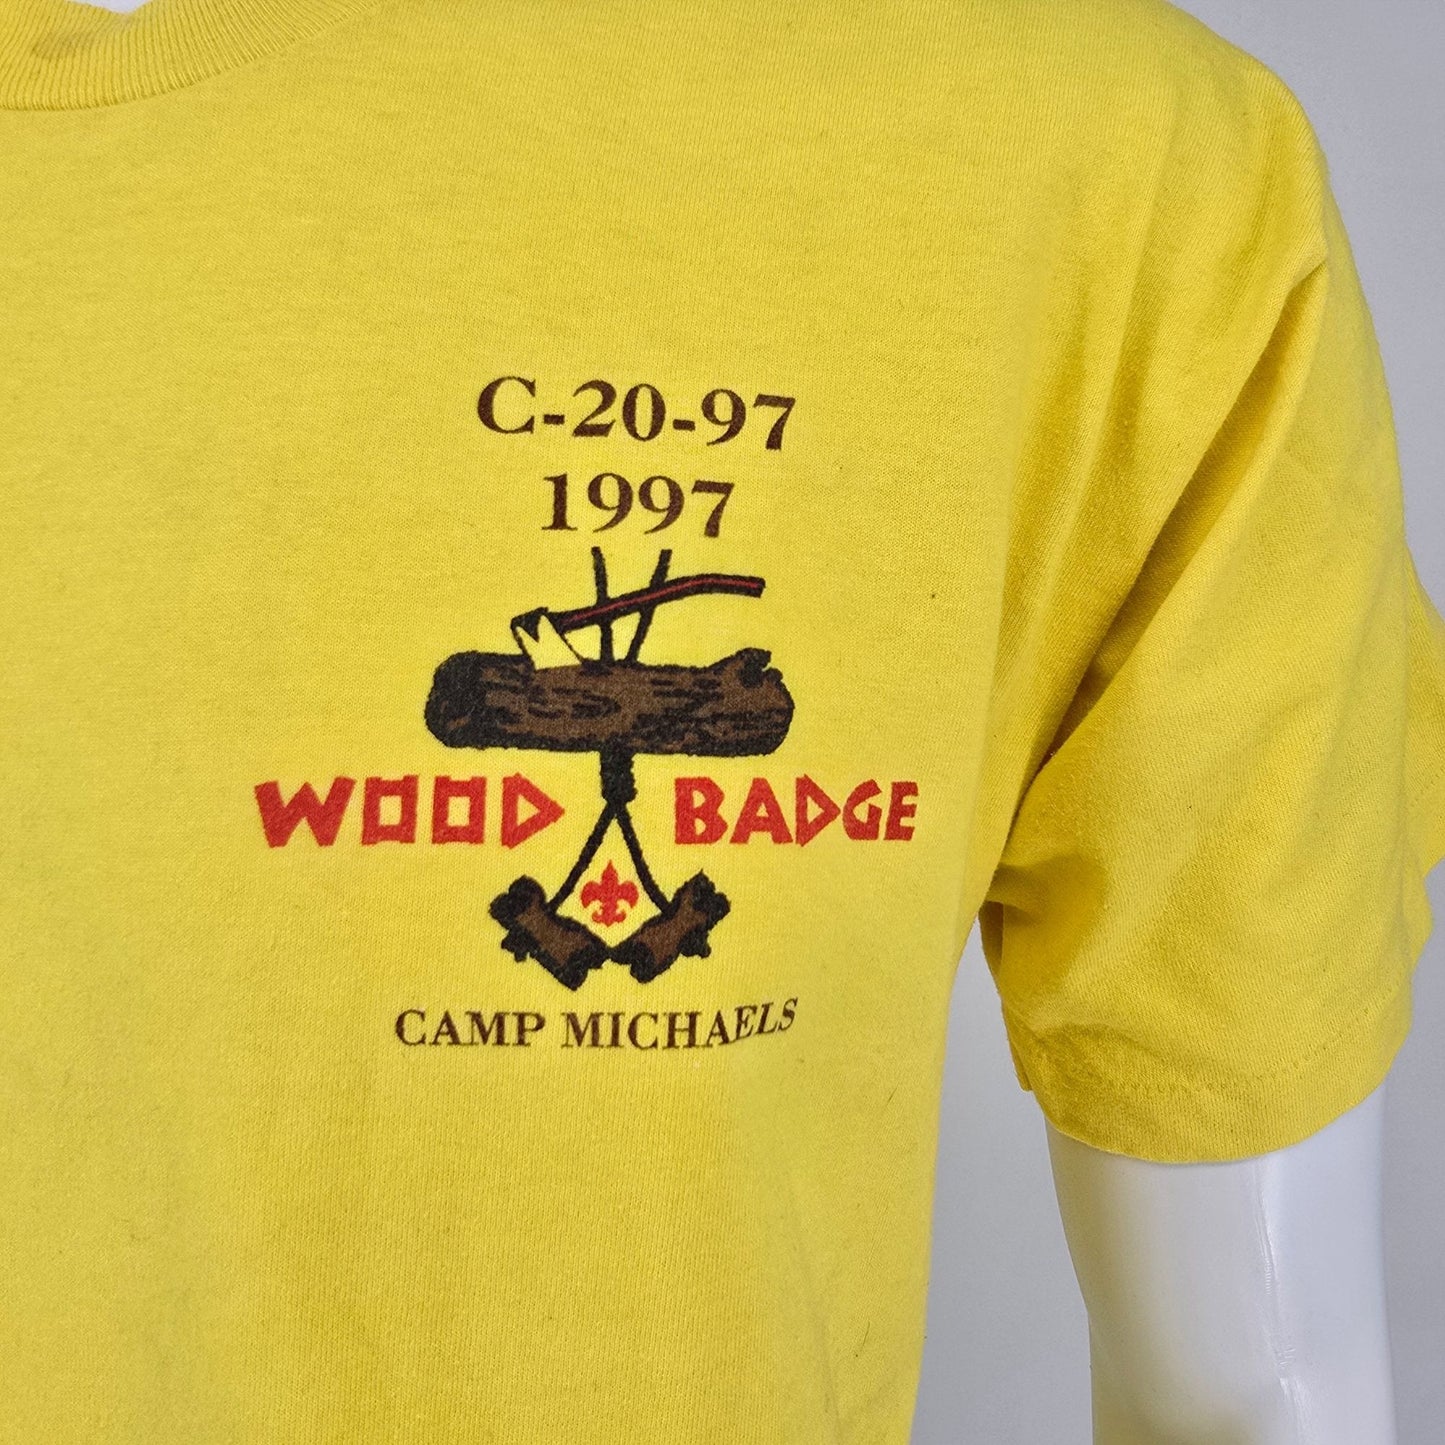 C-20-97
1997
WOOD BADGE
CAMP MICHAELS